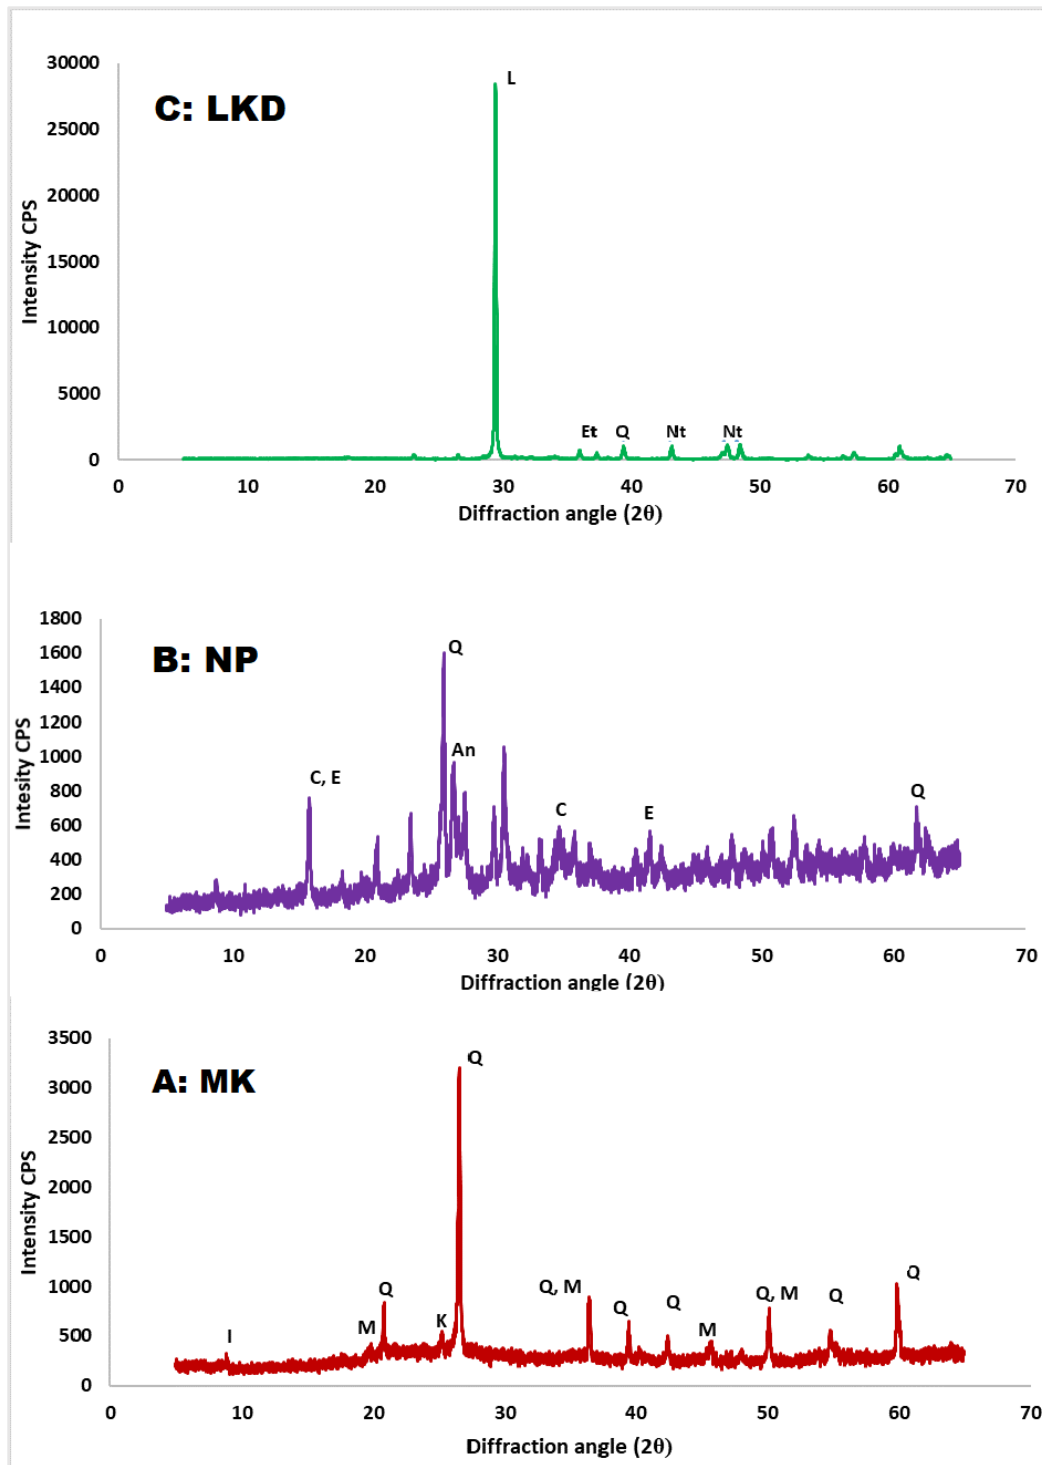 30000
L
C: LKD
25000
20000
15000
10000
5000
Et Q Nt Nt
0
0 10 20 30 40 50 60 70
Diffraction angle (2θ)
Intensity CPS
1800
Q
1600
B: NP
1400
1200
1000
An
C, E
800
C E Q
600
400
200
0
0 10 20 30 40 50 60 70
Diffraction angle (2θ)
Intesity CPS
3500
Q
A: MK
3000
2500
2000
1500
1000
Q Q, M Q Q Q, M Q Q
I M K M
500
0
0 10 20 30 40 50 60 70
Diffraction angle (2θ)
Intensity CPS